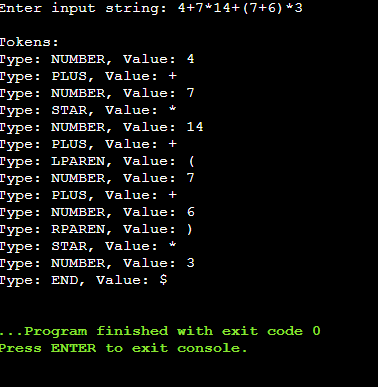 Enter input string: 4+7*14+(7+6)*3
Tokens:
Type: NUMBER, Value: 4
Type: PLUS, Value: +
Type: NUMBER, Value: 7
Type: STAR, Value: *
Type: NUMBER, Value: 14
Type: PLUS, Value: +
Type: LPAREN, Value: (
Type: NUMBER, Value: 7
Type: PLUS, Value: +
Type: NUMBER, Value: 6
Type: RPAREN, Value: )
Type: STAR, Value: *
Type: NUMBER, Value: 3
Type: END, Value: $
...Program finished with exit code 0
Press ENTER to exit console.